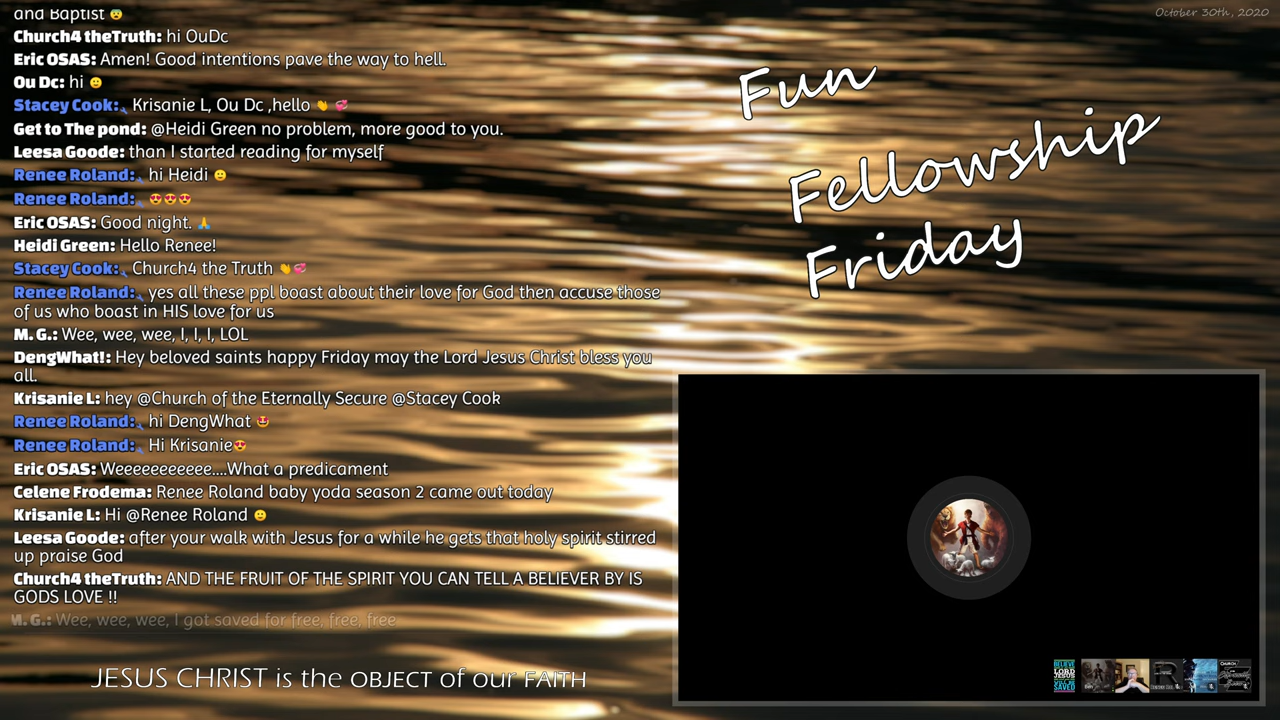 and Baptist 😨
October 30th, 2020
Church4 theTruth: hi OuDc
Eric OSAS: Amen! Good intentions pave the way to hell.
Ou Dc: hi 🙂
Stacey Cook: Krisanie L, Ou Dc ,hello 👏 💞
Get to The pond: @Heidi Green no problem, more good to you.
Leesa Goode: than I started reading for myself
Renee Roland: hi Heidi 🙂
Renee Roland: 😍😍😍
Eric OSAS: Good night. 🙏
Heidi Green: Hello Renee!
Stacey Cook: Church4 the Truth 👏💞
Renee Roland: yes all these ppl boast about their love for God then accuse those
of us who boast in HIS love for us
M. G.: Wee, wee, wee, I, I, I, LOL
DengWhat!: Hey beloved saints happy Friday may the Lord Jesus Christ bless you
all.
Krisanie L: hey @Church of the Eternally Secure @Stacey Cook
Renee Roland: hi DengWhat 🤩
Renee Roland: Hi Krisanie😍
Eric OSAS: Weeeeeeeeeee....What a predicament
Celene Frodema: Renee Roland baby yoda season 2 came out today
Krisanie L: Hi @Renee Roland 🙂
Leesa Goode: after your walk with Jesus for a while he gets that holy spirit stirred
up praise God
Church4 theTruth: AND THE FRUIT OF THE SPIRIT YOU CAN TELL A BELIEVER BY IS
GODS LOVE !!
M. G.: Wee, wee, wee, I got saved for free, free, free
JESUS CHRIST is the OBJECT of our FAITH
Fun
Fellowship
Friday
BELIEVE
LORD
JESUS
SAVED